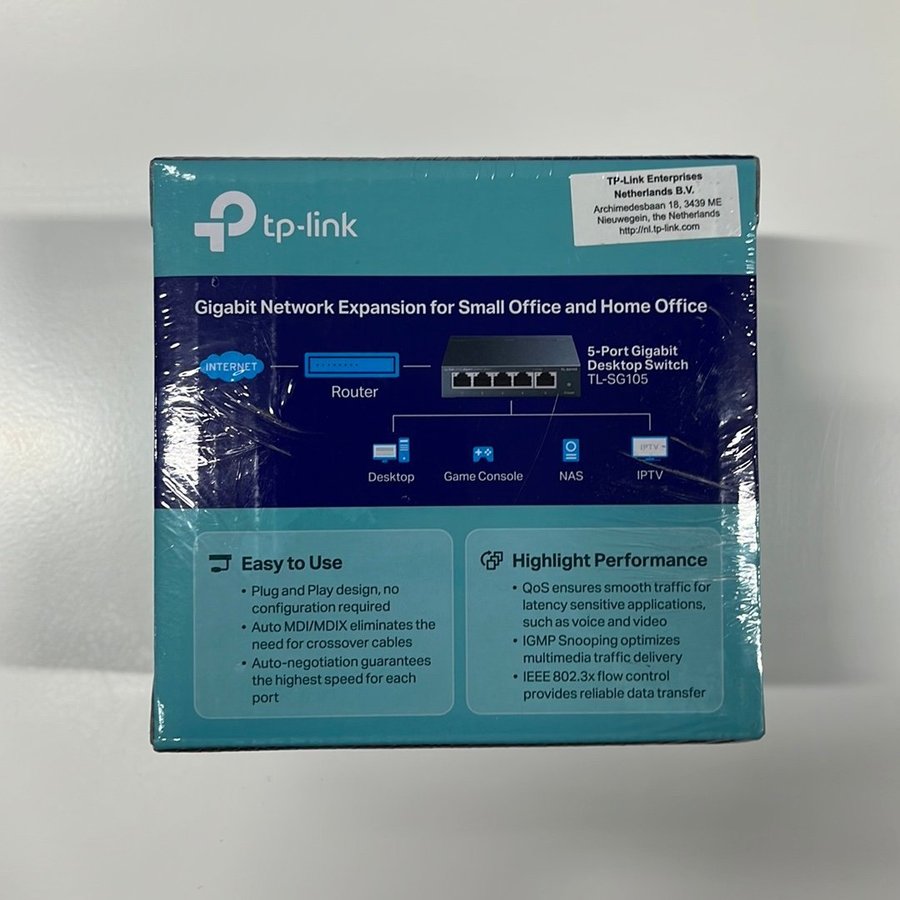 tp-link
TP-Link Enterprises
Netherlands B.V.
Archimedesbaan 18, 3439 ME
Nieuwegein, the Netherlands
http://nl.tp-link.com
Gigabit Network Expansion for Small Office and Home Office
INTERNET
Router
5-Port Gigabit
Desktop Switch
TL-SG105
Desktop
Game Console
NAS
IPTV
IPTV
Easy to Use
• Plug and Play design, no
configuration required
• Auto MDI/MDIX eliminates the
need for crossover cables
• Auto-negotiation guarantees
the highest speed for each
port
Highlight Performance
• QoS ensures smooth traffic for
latency sensitive applications,
such as voice and video
• IGMP Snooping optimizes
multimedia traffic delivery
• IEEE 802.3x flow control
provides reliable data transfer